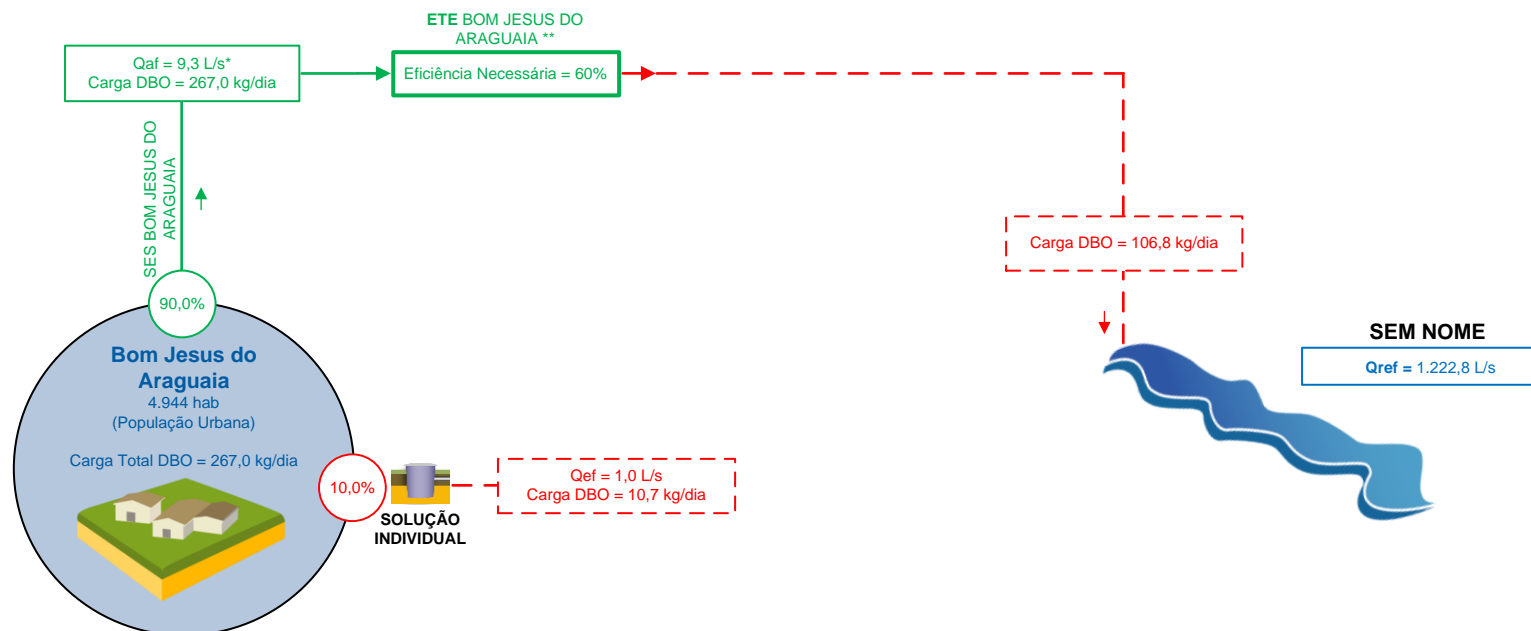 ETE BOM JESUS DO
ARAGUAIA **
Qaf = 9,3 L/s*
Carga DBO = 267,0 kg/dia
Eficiência Necessária = 60%
SES BOM JESUS DO
ARAGUAIA
Carga DBO = 106,8 kg/dia
90,0%
SEM NOME
Qref = 1.222,8 L/s
Bom Jesus do
Araguaia
4.944 hab
(População Urbana)
Carga Total DBO = 267,0 kg/dia
10,0%
SOLUÇÃO
INDIVIDUAL
Qef = 1,0 L/s
Carga DBO = 10,7 kg/dia